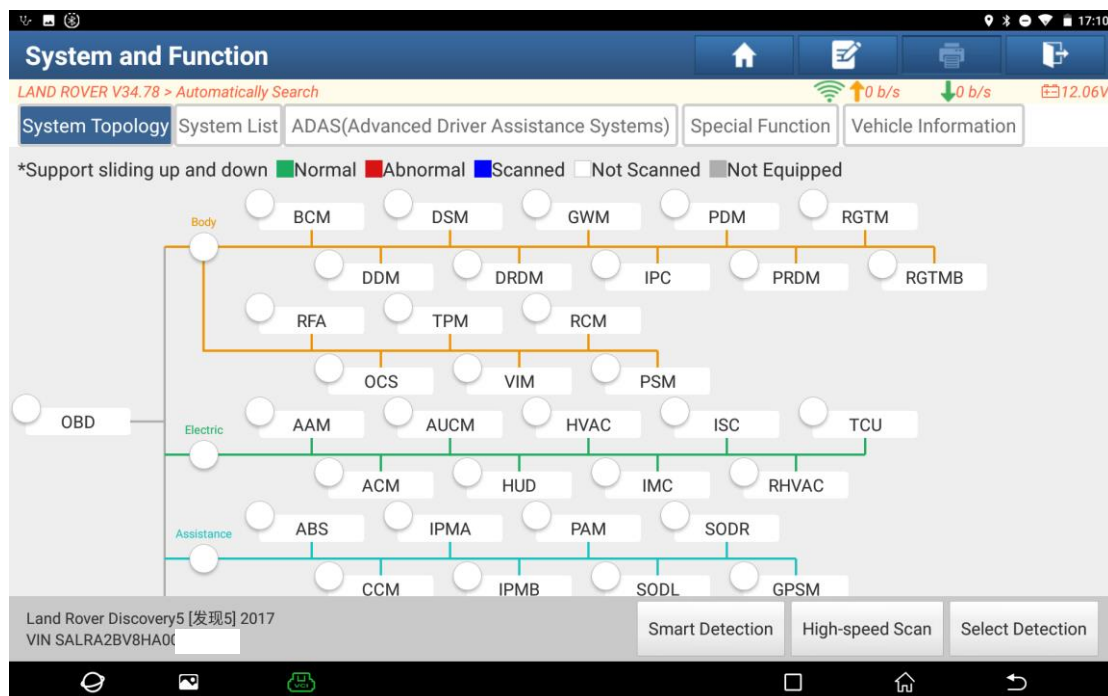 17:10
System and Function
LAND ROVER V34.78 > Automatically Search 0 b/s 0 b/s 12.06V
System Topology System List ADAS(Advanced Driver Assistance Systems) Special Function Vehicle Information
*Support sliding up and down Normal Abnormal Scanned Not Scanned Not Equipped
Body BCM DSM GWM PDM RGTM
DDM DRDM IPC PRDM RGTMB
RFA TPM RCM
OCS VIM PSM
OBD
Electric AAM AUCM HVAC ISC TCU
ACM HUD IMC RHVAC
Assistance ABS IPMA PAM SODR
CCM IPMB SODL GPSM
Land Rover Discovery5 [发现5] 2017
VIN SALRA2BV8HA00
Smart Detection High-speed Scan Select Detection
VCI